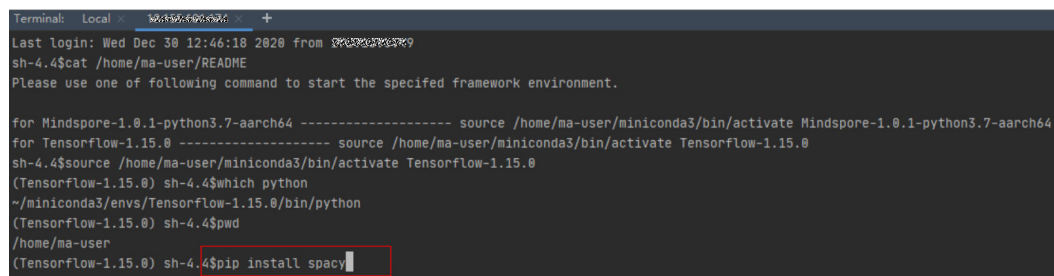 Terminal: Local × × +
Last login: Wed Dec 30 12:46:18 2020 from 9
sh-4.4$cat /home/ma-user/README
Please use one of following command to start the specifed framework environment.
for Mindspore-1.0.1-python3.7-aarch64 -------------------- source /home/ma-user/miniconda3/bin/activate Mindspore-1.0.1-python3.7-aarch64
for Tensorflow-1.15.0 -------------------- source /home/ma-user/miniconda3/bin/activate Tensorflow-1.15.0
sh-4.4$source /home/ma-user/miniconda3/bin/activate Tensorflow-1.15.0
(Tensorflow-1.15.0) sh-4.4$which python
~/miniconda3/envs/Tensorflow-1.15.0/bin/python
(Tensorflow-1.15.0) sh-4.4$pwd
/home/ma-user
(Tensorflow-1.15.0) sh-4.4$pip install spacy